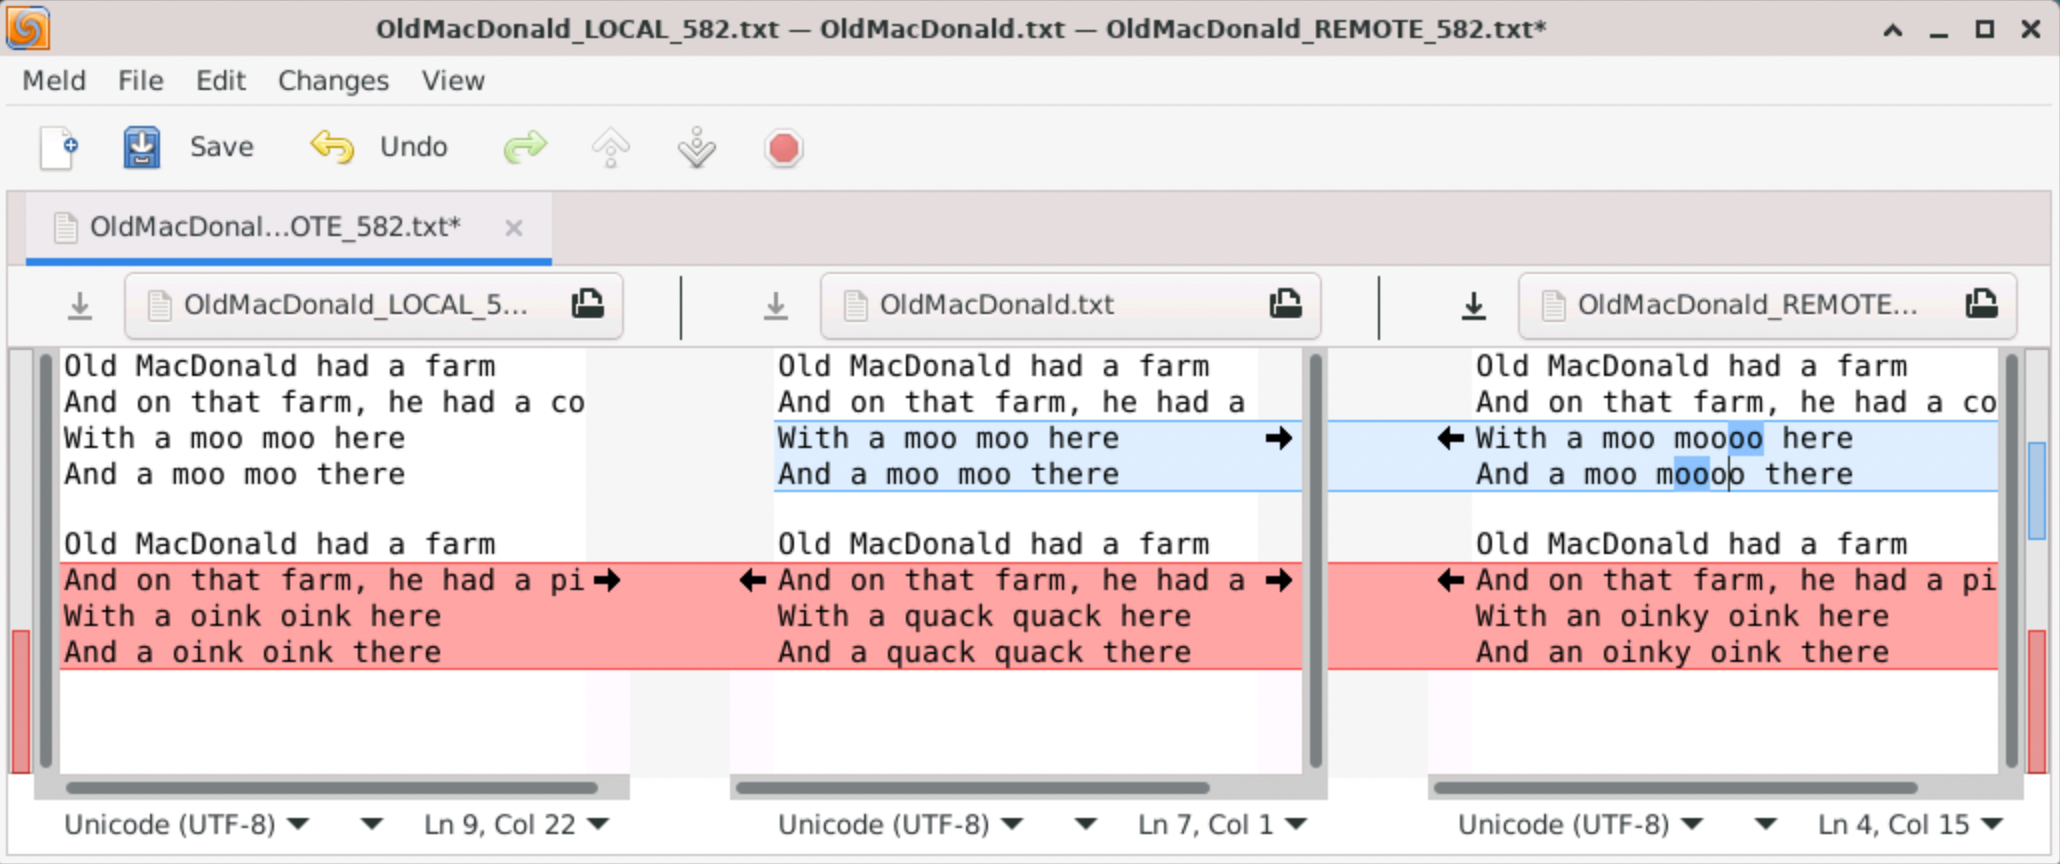 OldMacDonald_LOCAL_582.txt — OldMacDonald.txt — OldMacDonald_REMOTE_582.txt*
Meld File Edit Changes View
Save Undo
OldMacDonal...OTE_582.txt*
OldMacDonald_LOCAL_5...
OldMacDonald.txt
OldMacDonald_REMOTE...
Old MacDonald had a farm
And on that farm, he had a co
With a moo moo here
And a moo moo there
Old MacDonald had a farm
And on that farm, he had a pi
With a oink oink here
And a oink oink there
Old MacDonald had a farm
And on that farm, he had a
With a moo moo here
And a moo moo there
Old MacDonald had a farm
And on that farm, he had a
With a quack quack here
And a quack quack there
Old MacDonald had a farm
And on that farm, he had a co
With a moo moooo here
And a moo moooo there
Old MacDonald had a farm
And on that farm, he had a pi
With an oinky oink here
And an oinky oink there
Unicode (UTF-8) Ln 9, Col 22
Unicode (UTF-8) Ln 7, Col 1
Unicode (UTF-8) Ln 4, Col 15